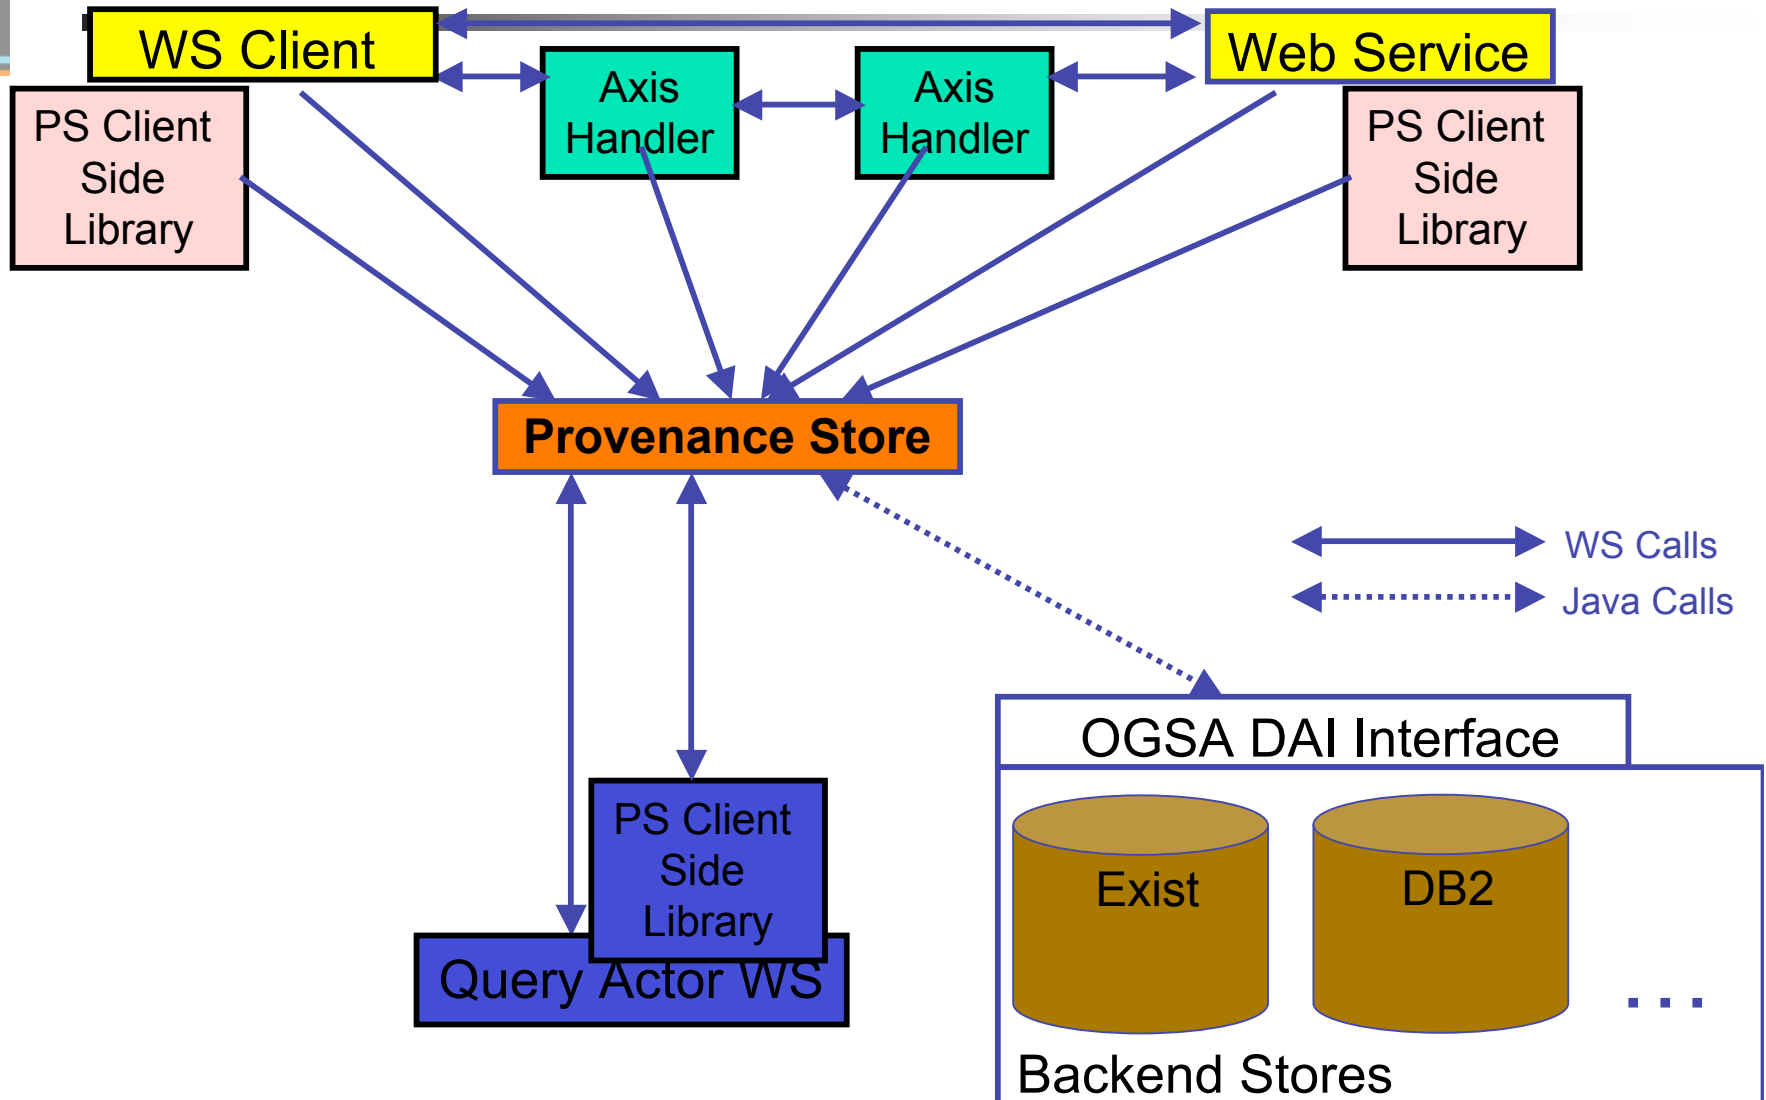 WS Client
Web Service
Axis
Handler
Axis
Handler
PS Client
Side
Library
PS Client
Side
Library
Provenance Store
WS Calls
Java Calls
OGSA DAI Interface
PS Client
Side
Library
Query Actor WS
Exist
DB2
...
Backend Stores